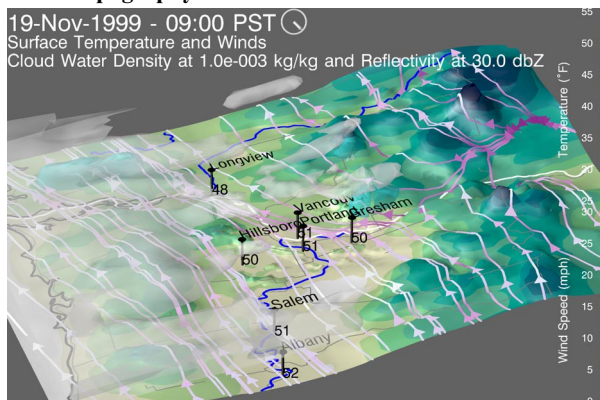 19-Nov-1999 - 09:00 PST
Surface Temperature and Winds
Cloud Water Density at 1.0e-003 kg/kg and Reflectivity at 30.0 dbZ
55
50
45
40
35
30
25
20
15
10
5
0
Temperature (°F)
Wind Speed (mph)
Longview
48
Vancouv
51
Portland
51
Gresham
50
Hillsboro
50
Salem
51
Albany
52